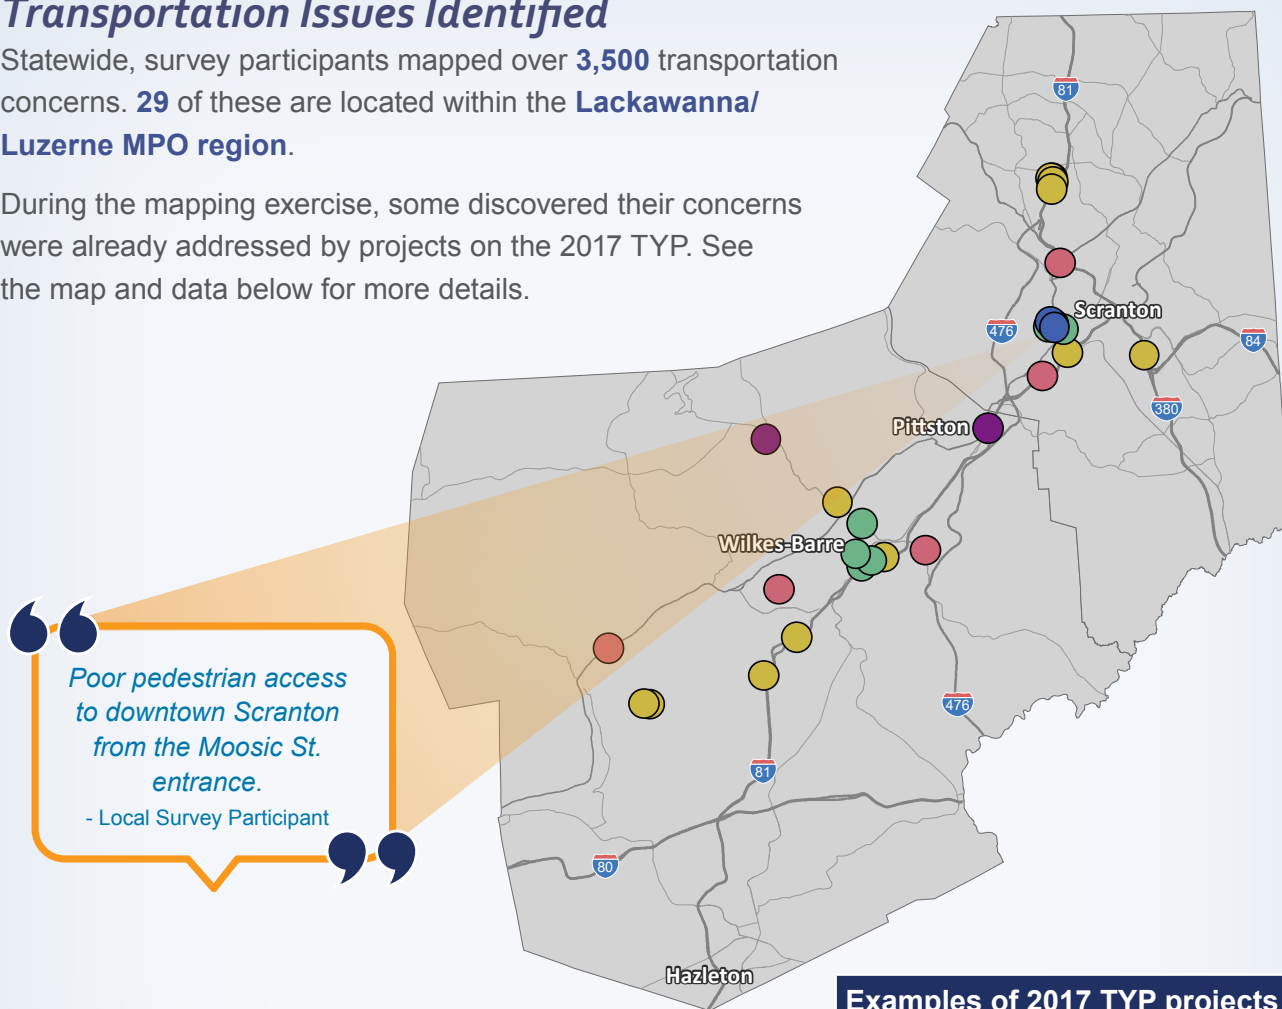 Transportation Issues Identified
Statewide, survey participants mapped over 3,500 transportation
concerns. 29 of these are located within the Lackawanna/
Luzerne MPO region.
During the mapping exercise, some discovered their concerns
were already addressed by projects on the 2017 TYP. See
the map and data below for more details.
81
Scranton
476
84
380
Pittston
Wilkes-Barre
Poor pedestrian access
to downtown Scranton
from the Moosic St.
entrance.
- Local Survey Participant
476
81
80
Hazleton
Examples of 2017 TYP projects